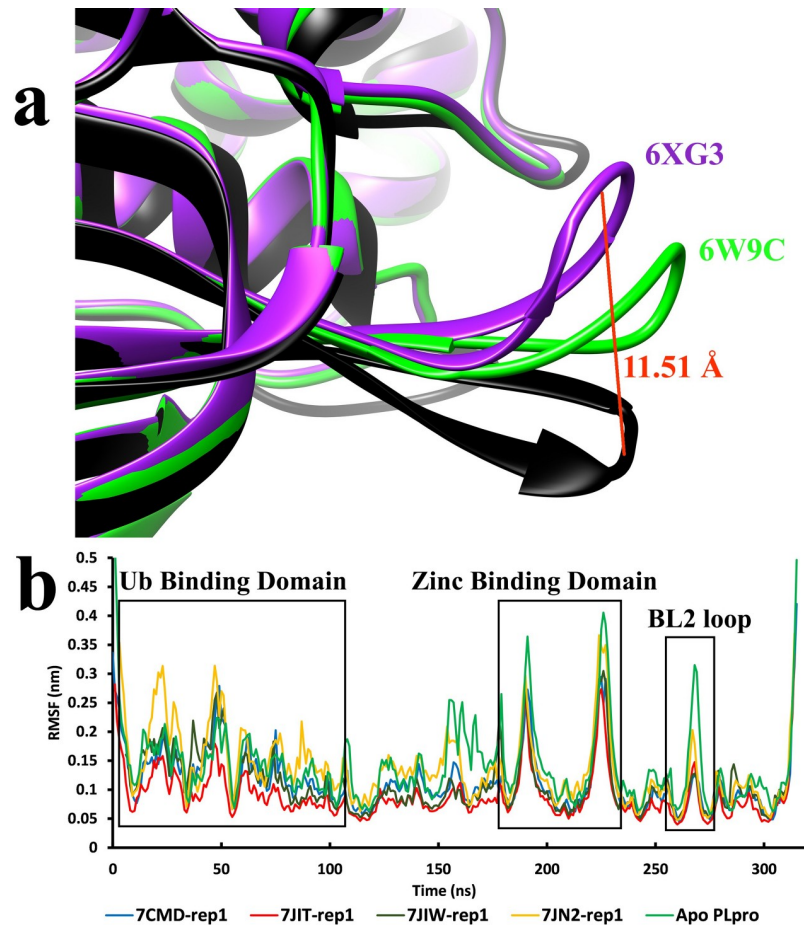 a
6XG3
6W9C
11.51 Å
b
Ub Binding Domain
Zinc Binding Domain
BL2 loop
RMSF (nm)
0.5
0.45
0.4
0.35
0.3
0.25
0.2
0.15
0.1
0.05
0
0 50 100 150 200 250 300
Time (ns)
7CMD-rep1 7JIT-rep1 7JIW-rep1 7JN2-rep1 Apo PLpro